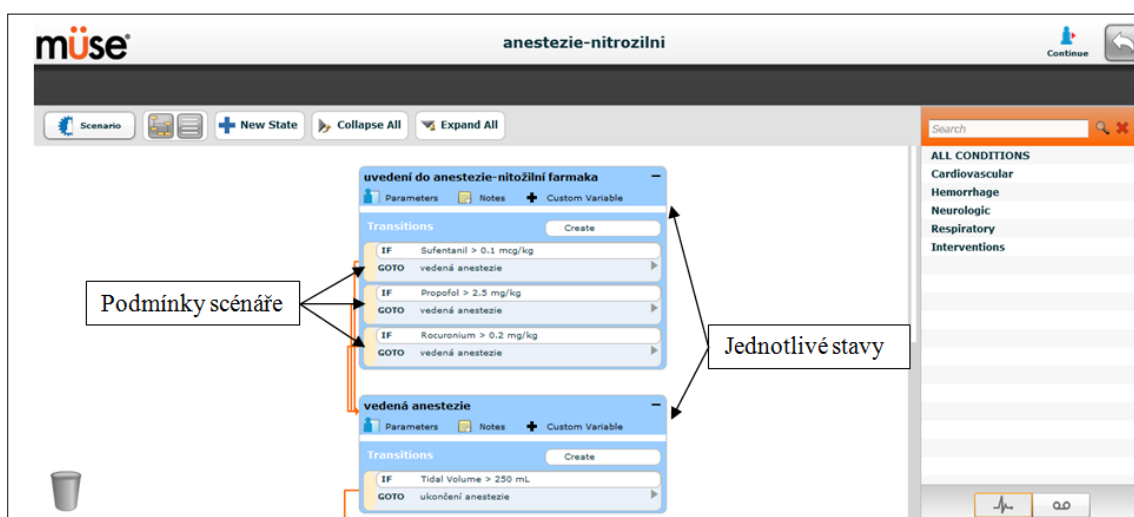 müse
anestezie-nitrozilni
Continue
Scenario
New State
Collapse All
Expand All
Search
ALL CONDITIONS
Cardiovascular
Hemorrhage
Neurologic
Respiratory
Interventions
uvedení do anestezie-nitožilní farmaka
Parameters Notes Custom Variable
Transitions Create
IF Sufentanil > 0.1 mcg/kg
GOTO vedená anestezie
IF Propofol > 2.5 mg/kg
GOTO vedená anestezie
IF Rocuronium > 0.2 mg/kg
GOTO vedená anestezie
Podmínky scénáře
Jednotlivé stavy
vedená anestezie
Parameters Notes Custom Variable
Transitions Create
IF Tidal Volume > 250 mL
GOTO ukončení anestezie